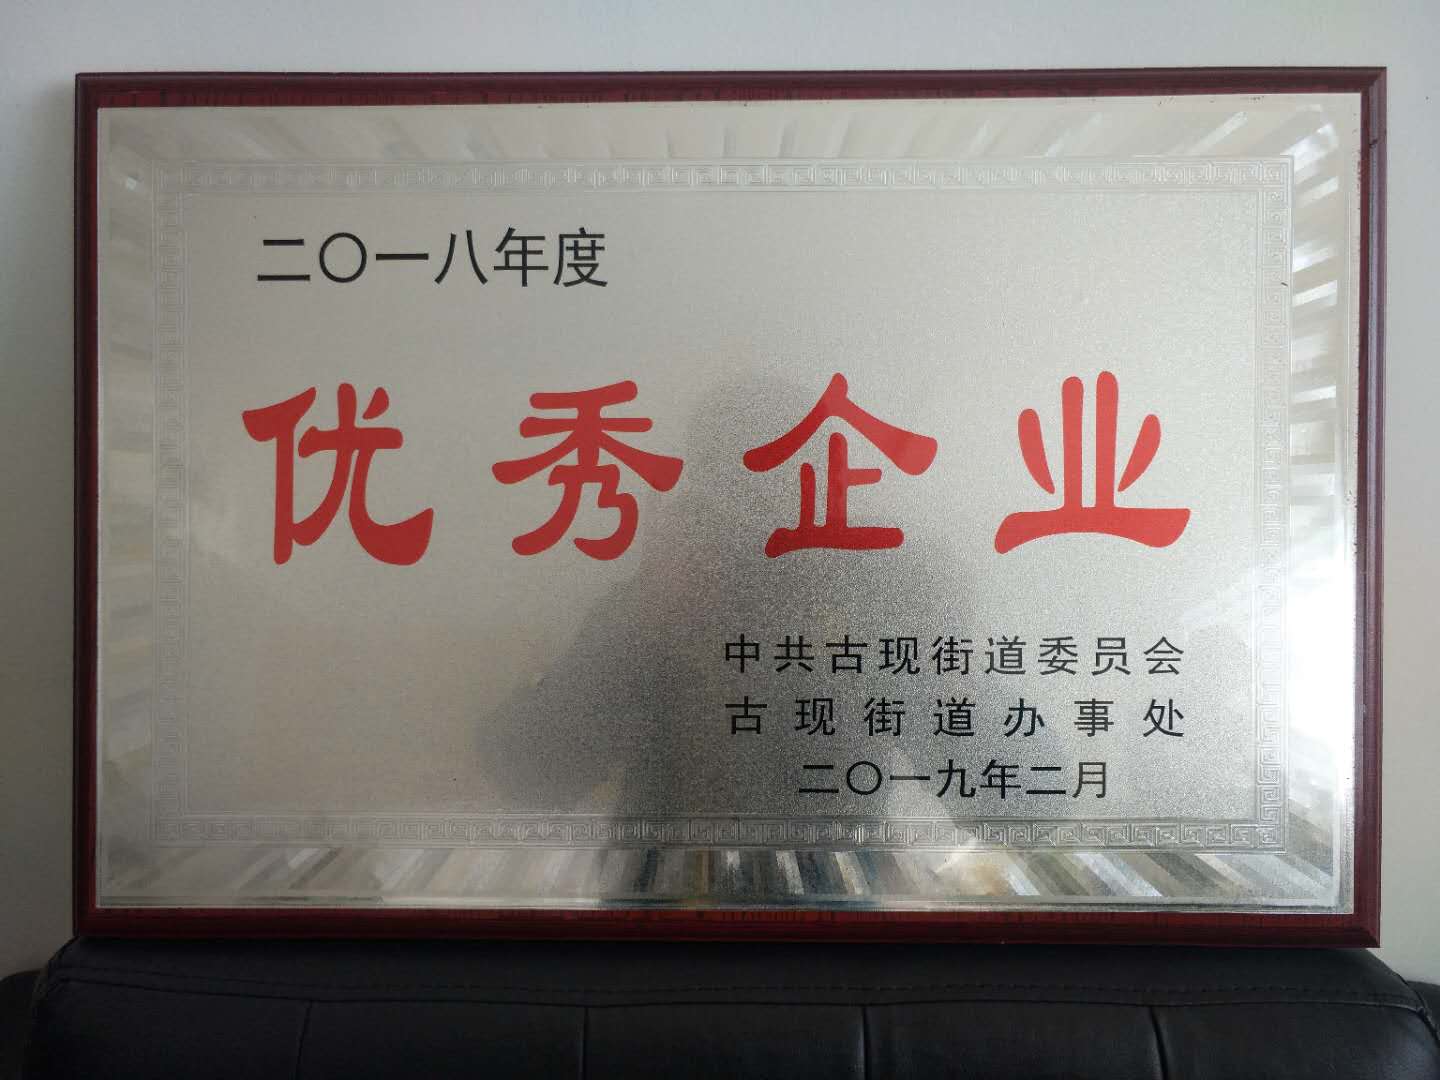 二〇一八年度
优秀企业
中共古现街道委员会
古现街道办事处
二〇一九年二月